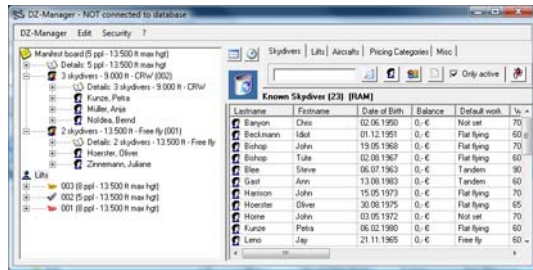 DZ-Manager - NOT connected to database
DZ-Manager Edit Security ?
Manifest board (5 ppl - 13·500 ft max hgt)
Details: 5 ppl - 13·500 ft max hgt
3 skydivers - 9.000 ft - CRW (002)
Details: 3 skydivers - 9.000 ft - CRW
Kunze, Petra
Müller, Anja
Noldea, Bernd
2 skydivers - 13·500 ft - Free fly (001)
Details: 2 skydivers - 13·500 ft - Free fly
Hoerster, Oliver
Zinnemann, Juliane
Lifts
003 (8 ppl - 13·500 ft max hgt)
002 (5 ppl - 13·500 ft max hgt)
001 (8 ppl - 13·500 ft max hgt)
Skydivers Lifts Aircrafts Pricing Categories Misc
Only active
Known Skydiver (23) [RAM]
Lastname Firstname Date of Birth Balance Default work
Banyon Chris 02.06.1950 0,- € Not set 70
Beckmann Idiot 01.12.1951 0,- € Flat flying 60
Bishop John 19.05.1968 0,- € Flat flying 70
Bishop Tute 02.08.1967 0,- € Flat flying 60
Blee Steve 06.07.1963 0,- € Tandem 90
Gast Ann 13.08.1983 0,- € Tandem 60
Harrison John 15.05.1973 0,- € Flat flying 70
Hoerster Oliver 30.08.1975 0,- € Flat flying 65
Horne John 03.05.1972 0,- € Not set 70
Kunze Petra 06.02.1980 0,- € Flat flying 60
Leno Jay 21.11.1965 0,- € Free fly 60